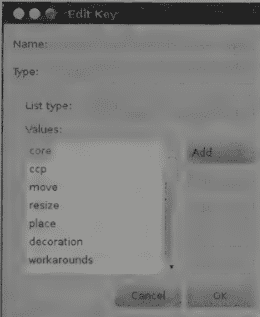 Edit Key
Name:
Type:
List type:
Values:
core
ccp
move
resize
place
decoration
workarounds
Add
Cancel
OK